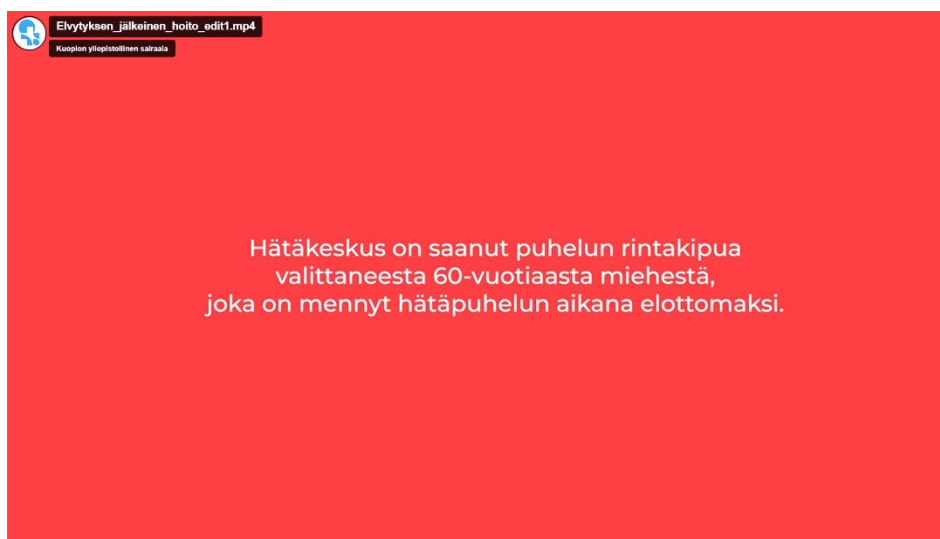 Elvytyksen_jälkeinen_hoito_edit1.mp4
Kuopion yliopistollinen sairaala
Hätäkeskus on saanut puhelun rintakipua
valittaneesta 60-vuotiaasta miehestä,
joka on mennyt hätäpuhelun aikana elottomaksi.